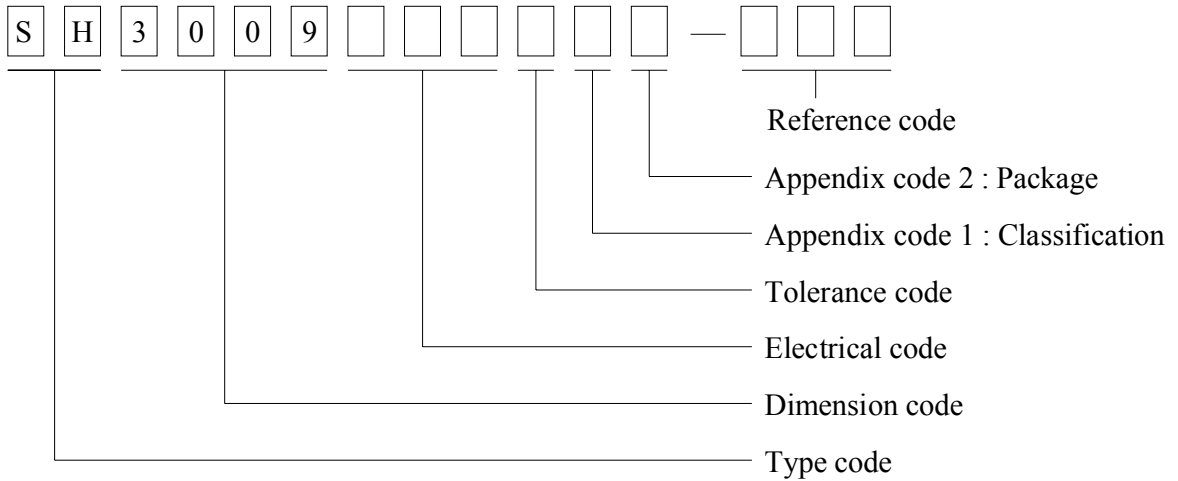 S H 3 0 0 9 —
Reference code
Appendix code 2 : Package
Appendix code 1 : Classification
Tolerance code
Electrical code
Dimension code
Type code